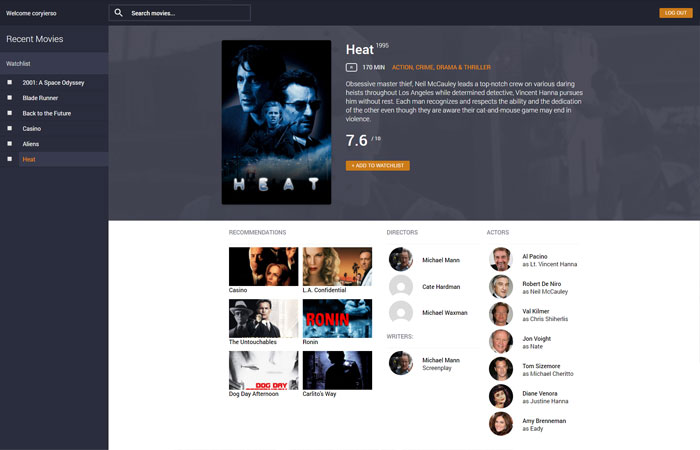 Welcome coryierso
Search movies...
LOG OUT
Recent Movies
Watchlist
2001: A Space Odyssey
Blade Runner
Back to the Future
Casino
Aliens
Heat
HEAT
Heat 1995
R 170 MIN ACTION, CRIME, DRAMA & THRILLER
Obsessive master thief, Neil McCauley leads a top-notch crew on various daring
heists throughout Los Angeles while determined detective, Vincent Hanna pursues
him without rest. Each man recognizes and respects the ability and the dedication
of the other even though they are aware their cat-and-mouse game may end in
violence.
7.6 / 10
+ ADD TO WATCHLIST
RECOMMENDATIONS
Casino
L.A. Confidential
The Untouchables
RONIN
Ronin
DOG DAY
Dog Day Afternoon
Carlito's Way
DIRECTORS
Michael Mann
Cate Hardman
Michael Waxman
WRITERS:
Michael Mann
Screenplay
ACTORS
Al Pacino
as Lt. Vincent Hanna
Robert De Niro
as Neil McCauley
Val Kilmer
as Chris Shiherlis
Jon Voight
as Nate
Tom Sizemore
as Michael Cheritto
Diane Venora
as Justine Hanna
Amy Brenneman
as Eady